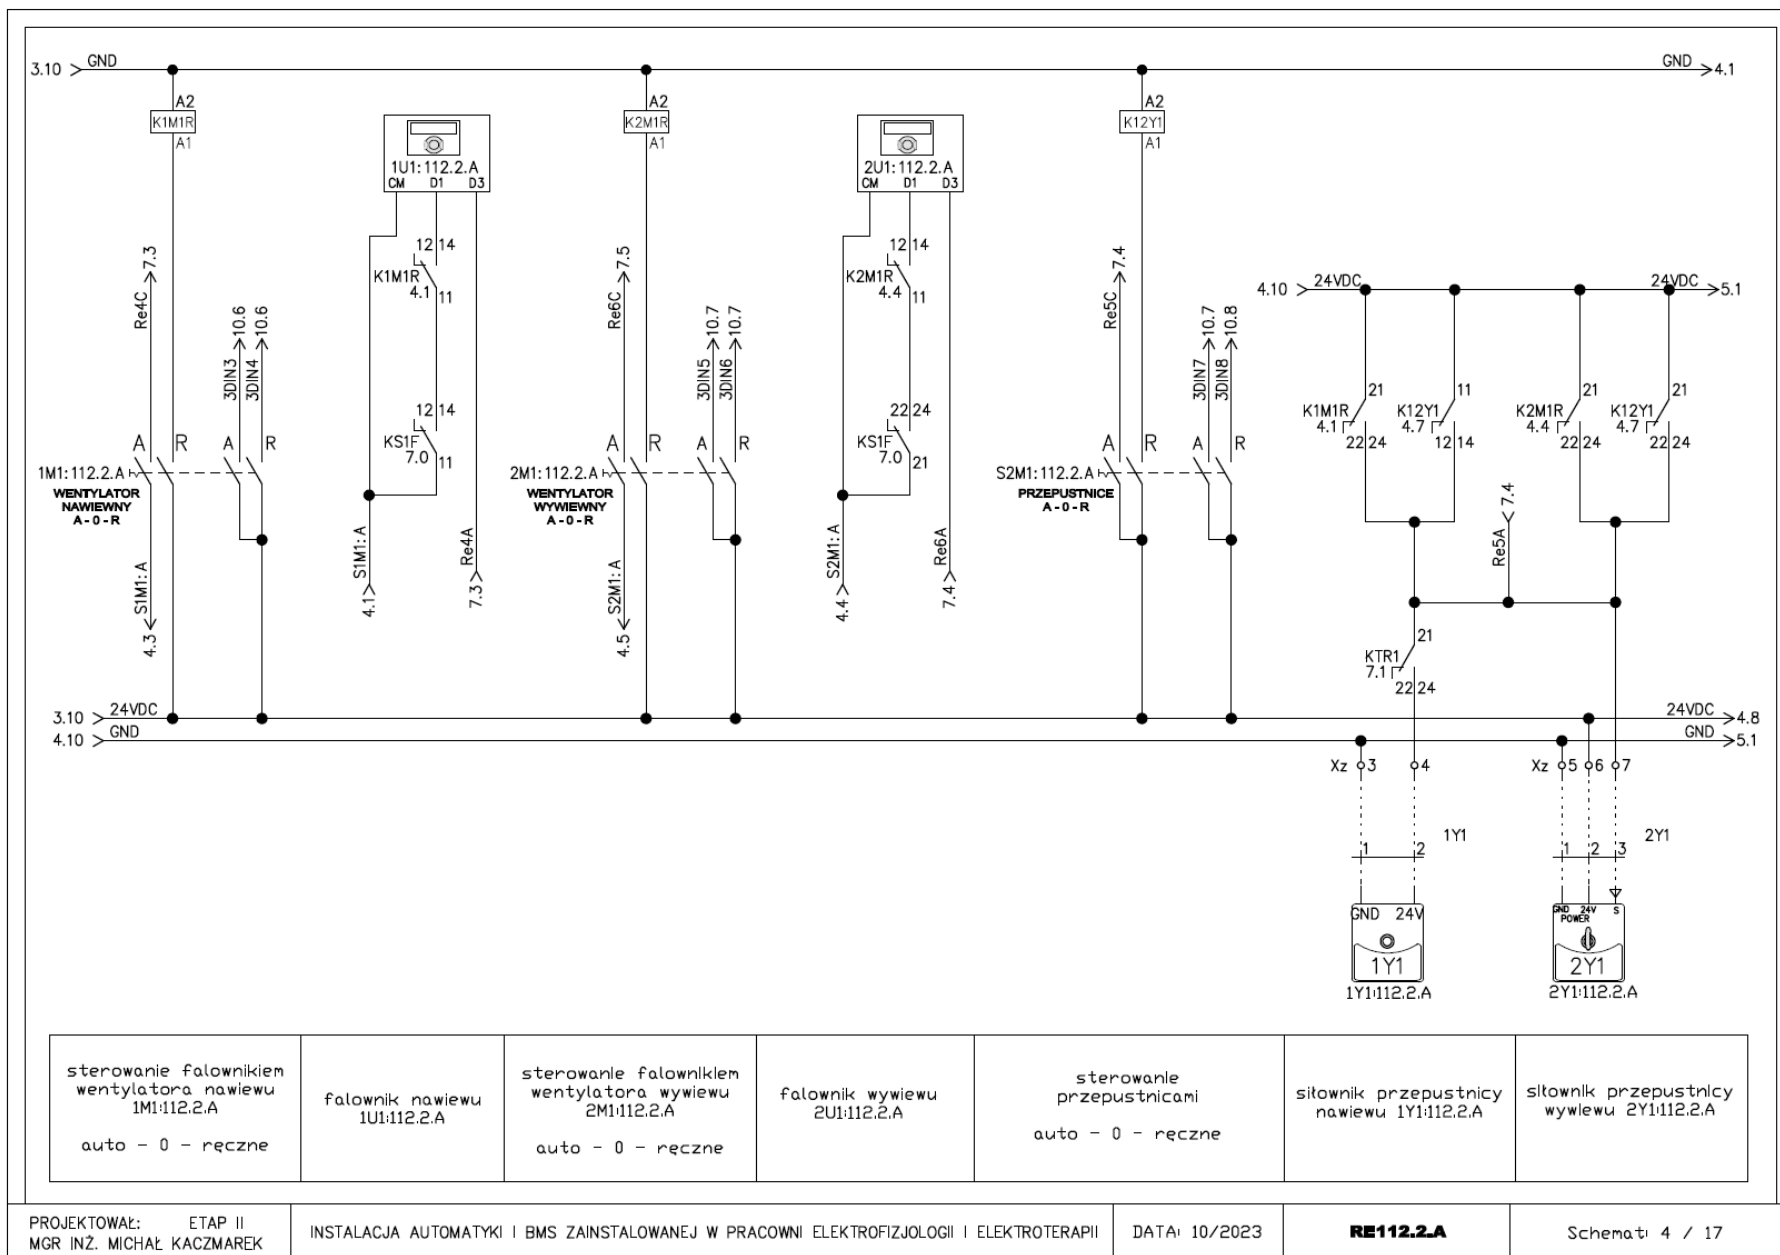 3.10 GND GND 4.1
A2 K1M1R A1
1U1:112.2.A
CM D1 D3
A2 K2M1R A1
2U1:112.2.A
CM D1 D3
A2 K12Y1 A1
Re4C 7.3
3DIN3 10.6
3DIN4 10.6
A R A R
1M1:112.2.A
WENTYLATOR
NAWIEWNY
A-0-R
S1M1:A 4.3
12 14
K1M1R
4.1 11
12 14
KS1F
7.0 11
S1M1:A 4.1
Re4A 7.3
Re6C 7.5
3DIN5 10.7
3DIN6 10.7
A R A R
2M1:112.2.A
WENTYLATOR
WYWIEWNY
A-0-R
S2M1:A 4.5
12 14
K2M1R
4.4 11
22 24
KS1F
7.0 21
S2M1:A 4.4
Re6A 7.4
Re5C 7.4
3DIN7 10.7
3DIN8 10.8
A R A R
S2M1:112.2.A
PRZEPUSTNICE
A-0-R
4.10 24VDC 24VDC 5.1
21 11 21 21
K1M1R K12Y1 K2M1R K12Y1
4.1 4.7 4.4 4.7
22 24 12 14 22 24 22 24
Re5A 7.4
21
KTR1
7.1
22 24
3.10 24VDC 24VDC 4.8
4.10 GND GND 5.1
Xz 3 4 Xz 5 6 7
1Y1 2Y1
1 2 1 2 3
GND 24V
1Y1
1Y1:112.2.A
GND 24V S
POWER
2Y1
2Y1:112.2.A
sterowanie falownikiem
wentylatora nawiewu
1M1:112.2.A
auto - 0 - ręczne
falownik nawiewu
1U1:112.2.A
sterowanie falownikiem
wentylatora wywiewu
2M1:112.2.A
auto - 0 - ręczne
falownik wywiewu
2U1:112.2.A
sterowanie
przepustnicami
auto - 0 - ręczne
siłownik przepustnicy
nawiewu 1Y1:112.2.A
siłownik przepustnicy
wywiewu 2Y1:112.2.A
PROJEKTOWAŁ: ETAP II
MGR INŻ. MICHAŁ KACZMAREK
INSTALACJA AUTOMATYKI I BMS ZAINSTALOWANEJ W PRACOWNI ELEKTROFIZJOLOGII I ELEKTROTERAPII
DATA: 10/2023
RE112.2.A
Schemat: 4 / 17